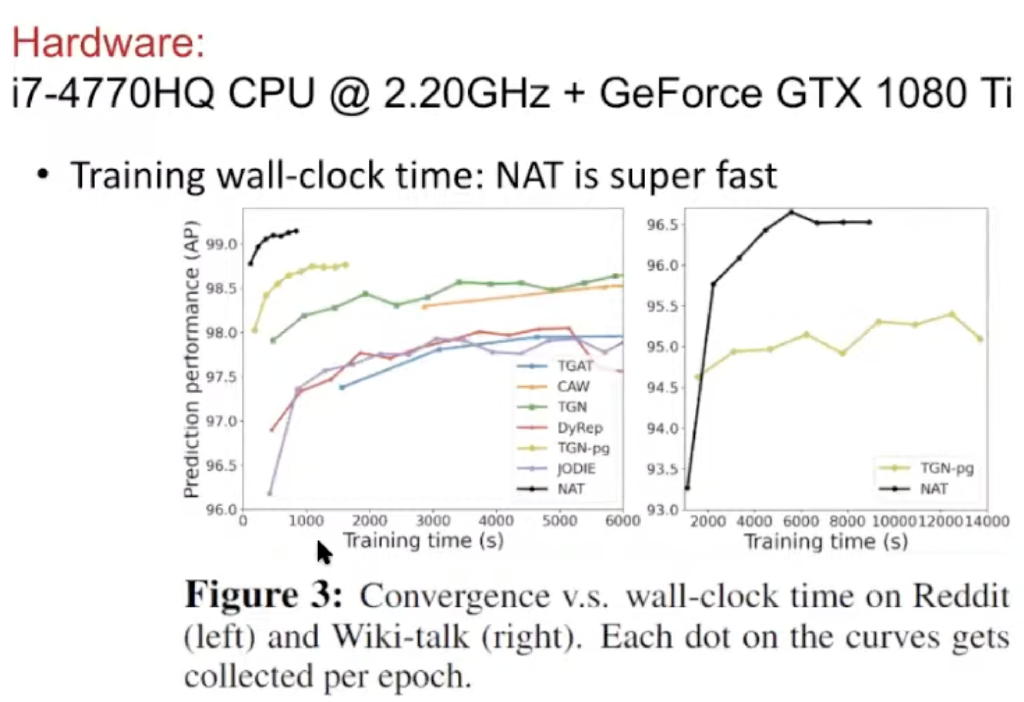 Hardware:
i7-4770HQ CPU @ 2.20GHz + GeForce GTX 1080 Ti
• Training wall-clock time: NAT is super fast
Prediction performance (AP)
99.0
98.5
98.0
97.5
97.0
96.5
96.0
0 1000 2000 3000 4000 5000 6000
Training time (s)
TGAT
CAW
TGN
DyRep
TGN-pg
JODIE
NAT
96.5
96.0
95.5
95.0
94.5
94.0
93.5
93.0
2000 4000 6000 8000 10000 12000 14000
Training time (s)
TGN-pg
NAT
Figure 3: Convergence v.s. wall-clock time on Reddit
(left) and Wiki-talk (right). Each dot on the curves gets
collected per epoch.